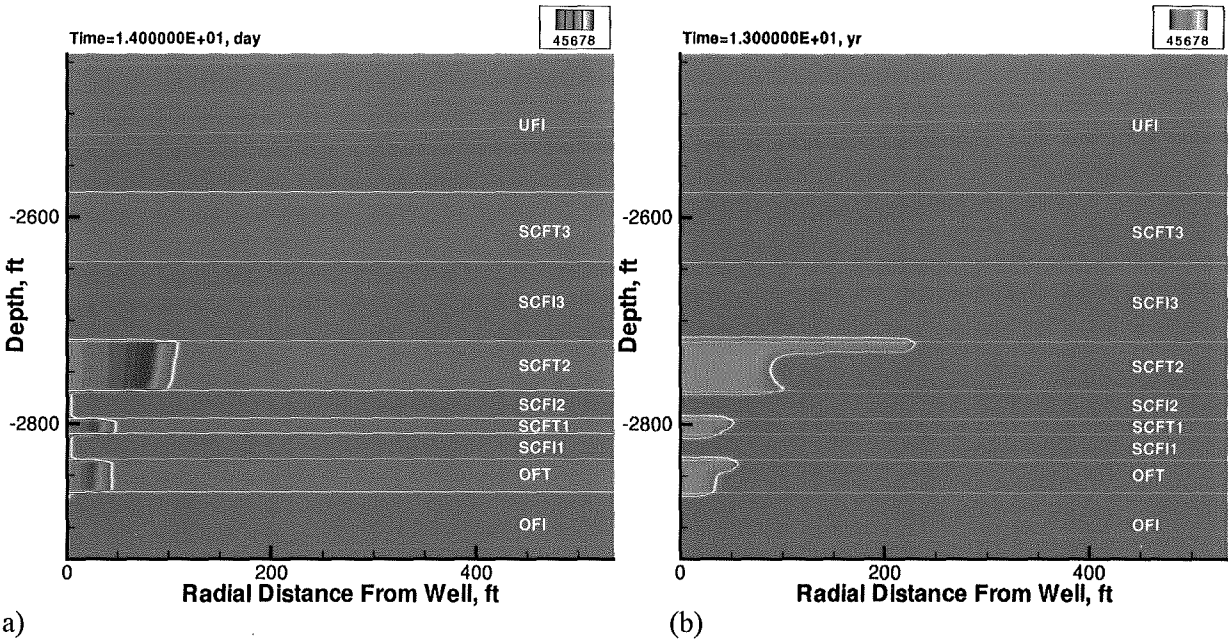 Time=1.400000E+01, day
45678
UFI
-2600
SCFT3
SCFI3
SCFT2
SCFI2
-2800
SCFT1
SCFI1
OFT
OFI
Depth, ft
0 200 400
Radial Distance From Well, ft
a)
Time=1.300000E+01, yr
45678
UFI
-2600
SCFT3
SCFI3
SCFT2
SCFI2
-2800
SCFT1
SCFI1
OFT
OFI
Depth, ft
0 200 400
Radial Distance From Well, ft
(b)